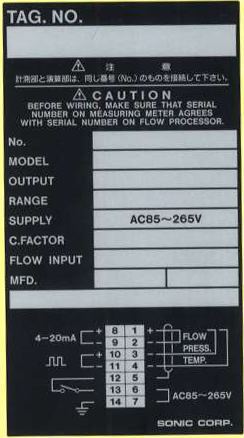 TAG. NO.
⚠ 注 意
計測部と演算部は、同じ番号(No.)のものを接続して下さい。
⚠ CAUTION
BEFORE WIRING, MAKE SURE THAT SERIAL
NUMBER ON MEASURING METER AGREES
WITH SERIAL NUMBER ON FLOW PROCESSOR.
No.
MODEL
OUTPUT
RANGE
SUPPLY AC85～265V
C.FACTOR
FLOW INPUT
MFD.
4-20mA + 8 1 + FLOW
- 9 2 - PRESS.
+ 10 3 + TEMP.
- 11 4 -
12 5
13 6 AC85～265V
14 7
SONIC CORP.